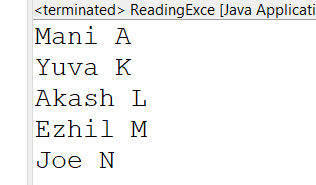 <terminated> ReadingExce [Java Applicati
Mani A
Yuva K
Akash L
Ezhil M
Joe N